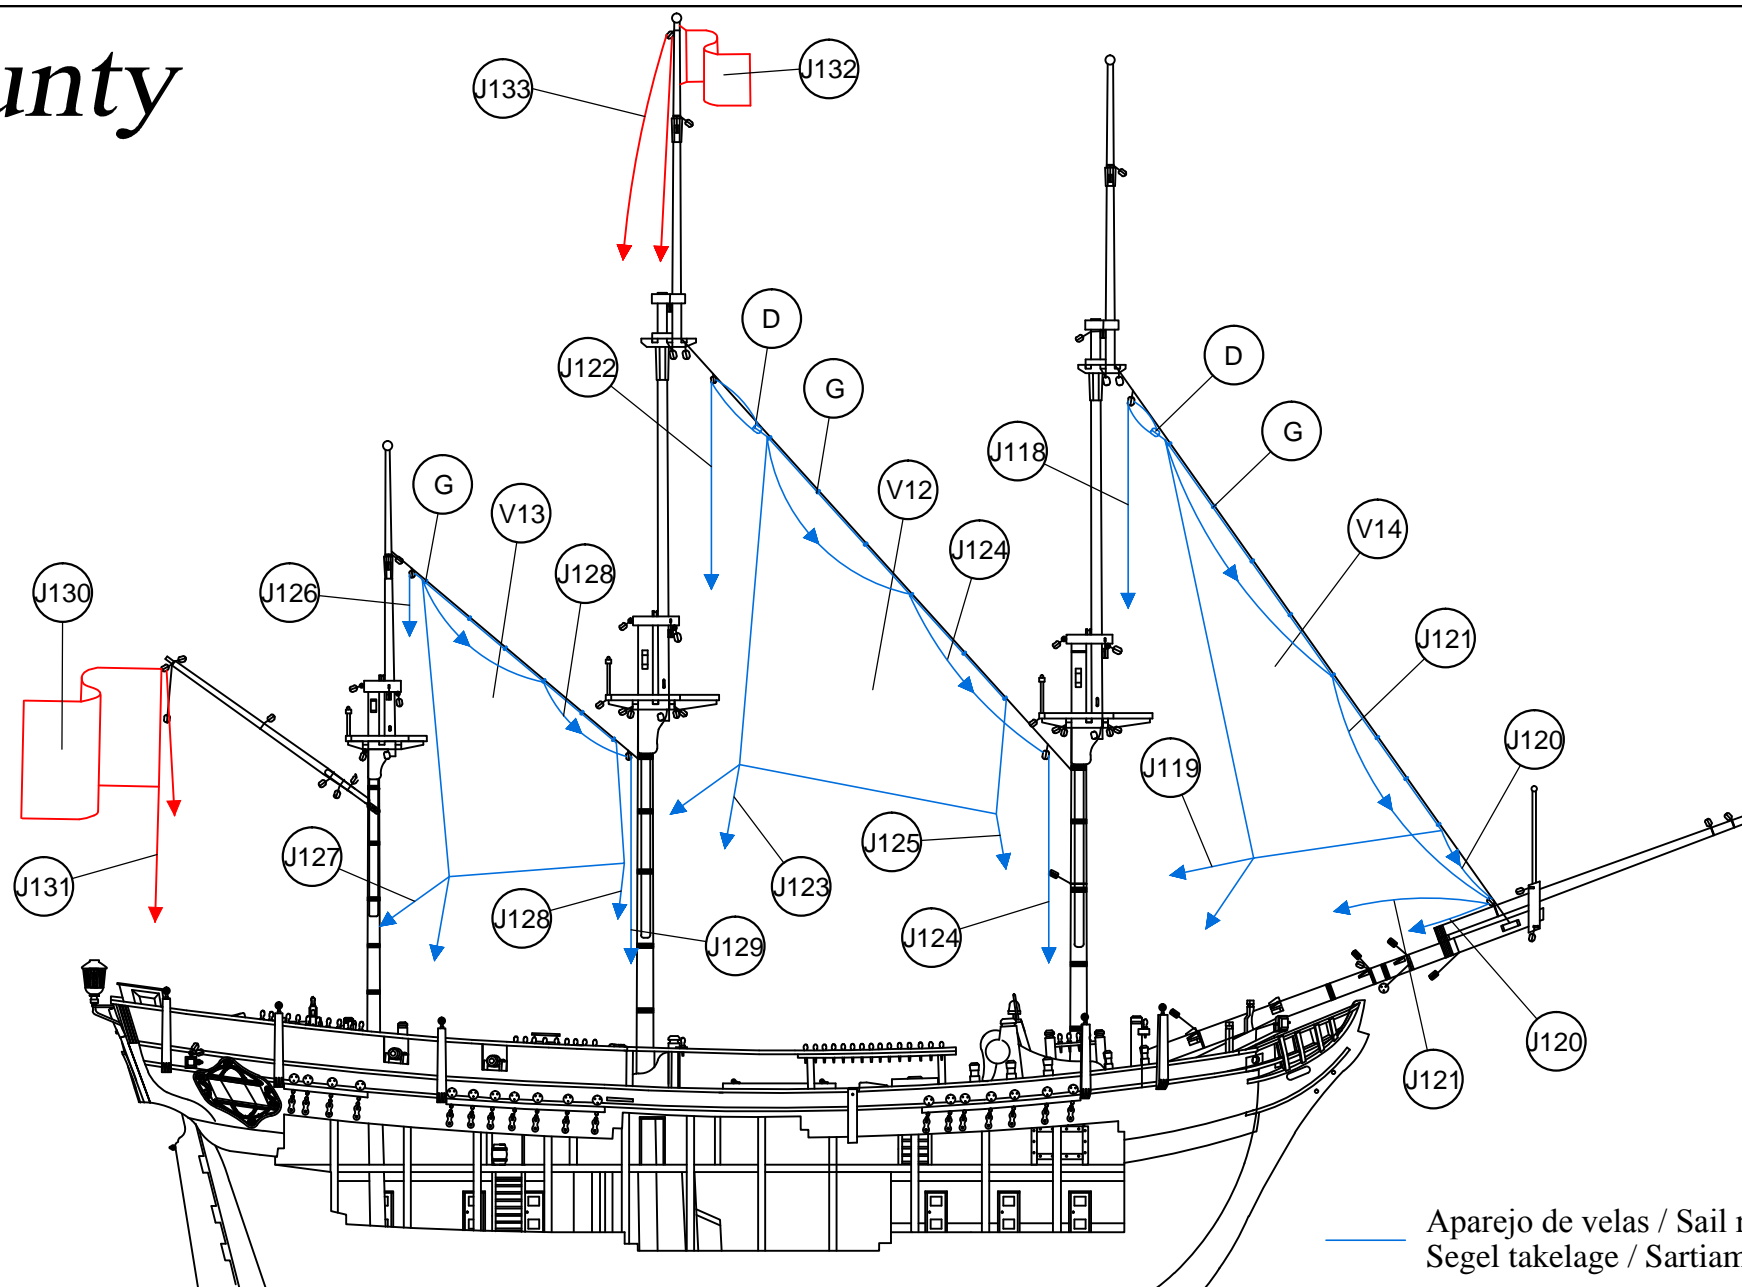 unty
J133
J132
D
J122
G
D
G
J118
G
V13
V12
V14
J124
J128
J126
J130
J121
J120
J119
J127
J125
J131
J123
J128
J129
J124
J120
J121
Aparejo de velas / Sail
Segel takelage / Sartiam